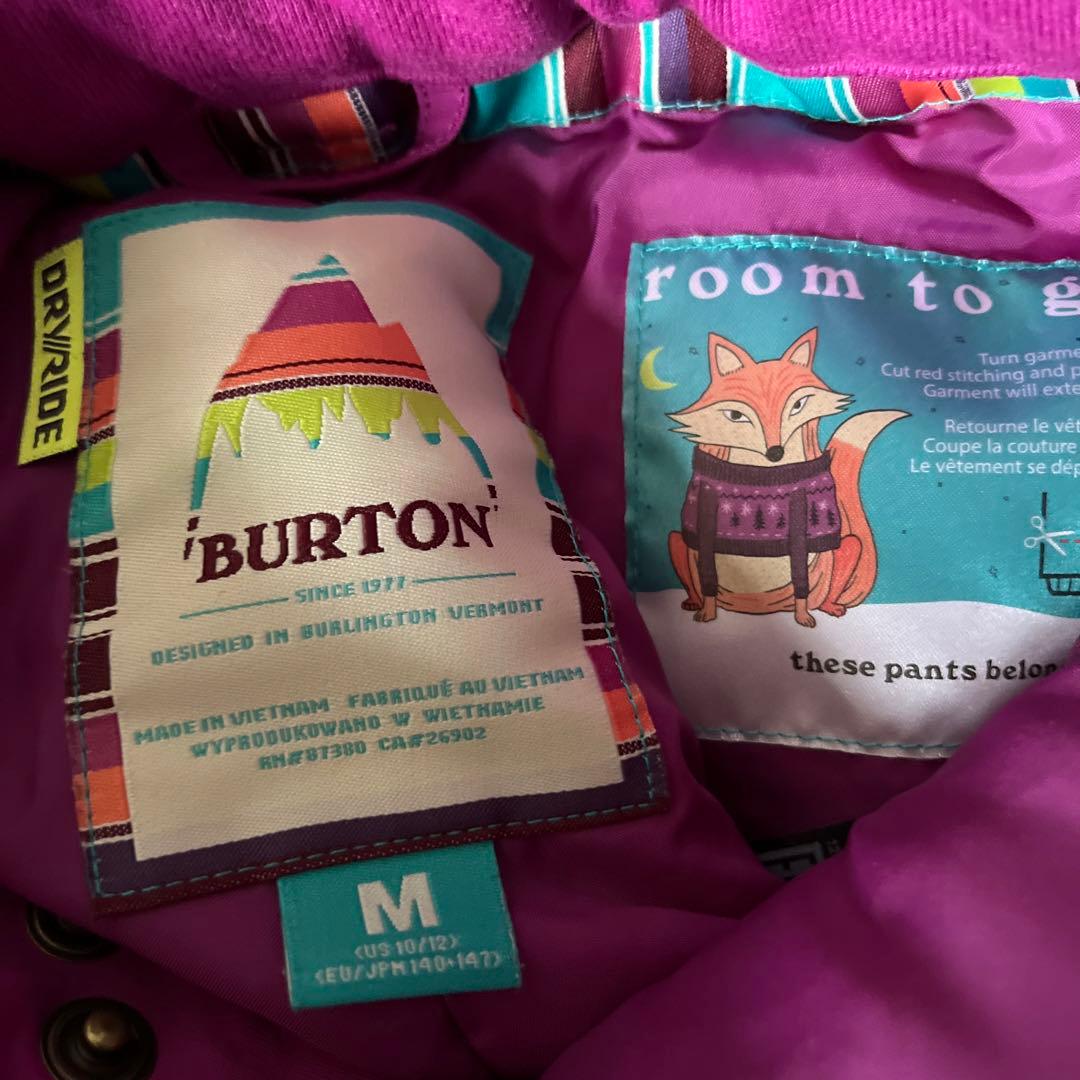 DRY//RIDE
BURTON
SINCE 1977
DESIGNED IN BURLINGTON VERMONT
MADE IN VIETNAM FABRIQUÉ AU VIETNAM
WYPRODUKOWANO W WIETNAMIE
RN#87380 CA#26902
M
(US 10/12)
(EU/JPN 140-147)
room to g
Turn garme
Cut red stitching and p
Garment will exte
Retourne le vêt
Coupe la couture
Le vêtement se dép
these pants belon